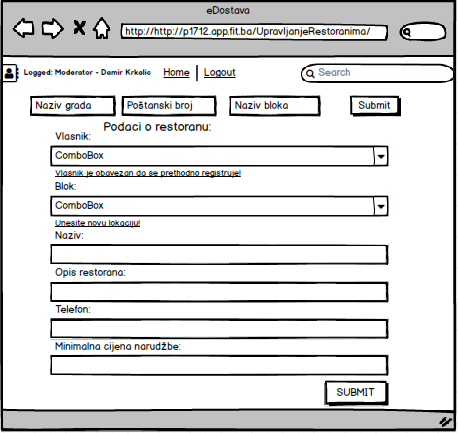 eDostava
http://http://p1712.app.fit.ba/UpravljanjeRestoranima/
Logged: Moderator - Damir Krkalic Home Logout Search
Naziv grada Poštanski broj Naziv bloka Submit
Podaci o restoranu:
Vlasnik:
ComboBox
Vlasnik je obavezan da se prethodno registruje!
Blok:
ComboBox
Unesite novu lokaciju!
Naziv:
Opis restorana:
Telefon:
Minimalna cijena narudžbe:
SUBMIT